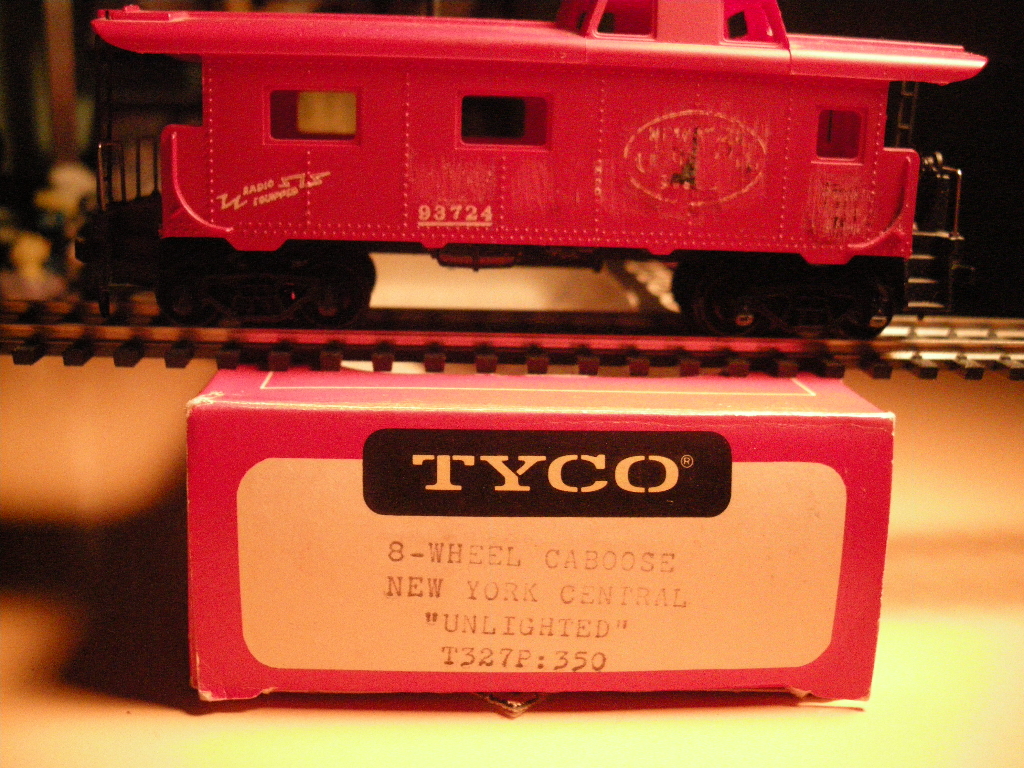 RADIO
EQUIPPED
93724
TYCO®
8-WHEEL CABOOSE
NEW YORK CENTRAL
"UNLIGHTED"
T327P:350